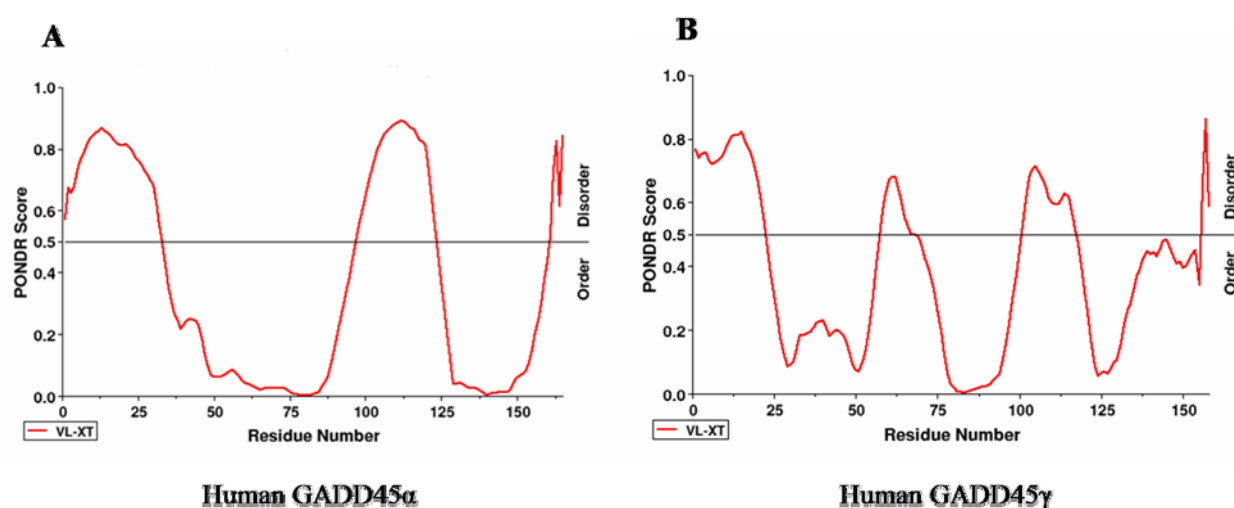 A
1.0
0.8
0.6
0.5
0.4
0.2
0.0
PONDR Score
Disorder
Order
0 25 50 75 100 125 150
VL-XT
Residue Number
Human GADD45α
B
1.0
0.8
0.6
0.5
0.4
0.2
0.0
PONDR Score
Disorder
Order
0 25 50 75 100 125 150
VL-XT
Residue Number
Human GADD45γ